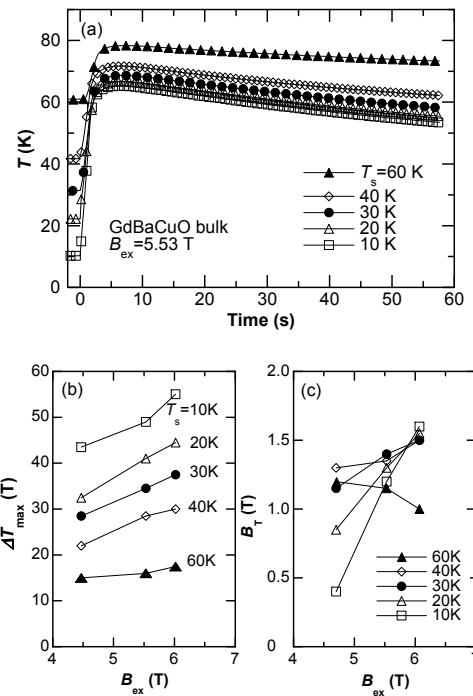 (a)
80
60
40
20
0
T (K)
T_s=60 K
40 K
30 K
20 K
10 K
GdBaCuO bulk
B_ex=5.53 T
0 10 20 30 40 50 60
Time (s)
(b)
60
50
40
30
20
10
0
ΔT_max (T)
T_s=10K
20K
30K
40K
60K
4 5 6 7
B_ex (T)
(c)
2.0
1.5
1.0
0.5
0
B_T (T)
60K
40K
30K
20K
10K
4 5 6 7
B_ex (T)